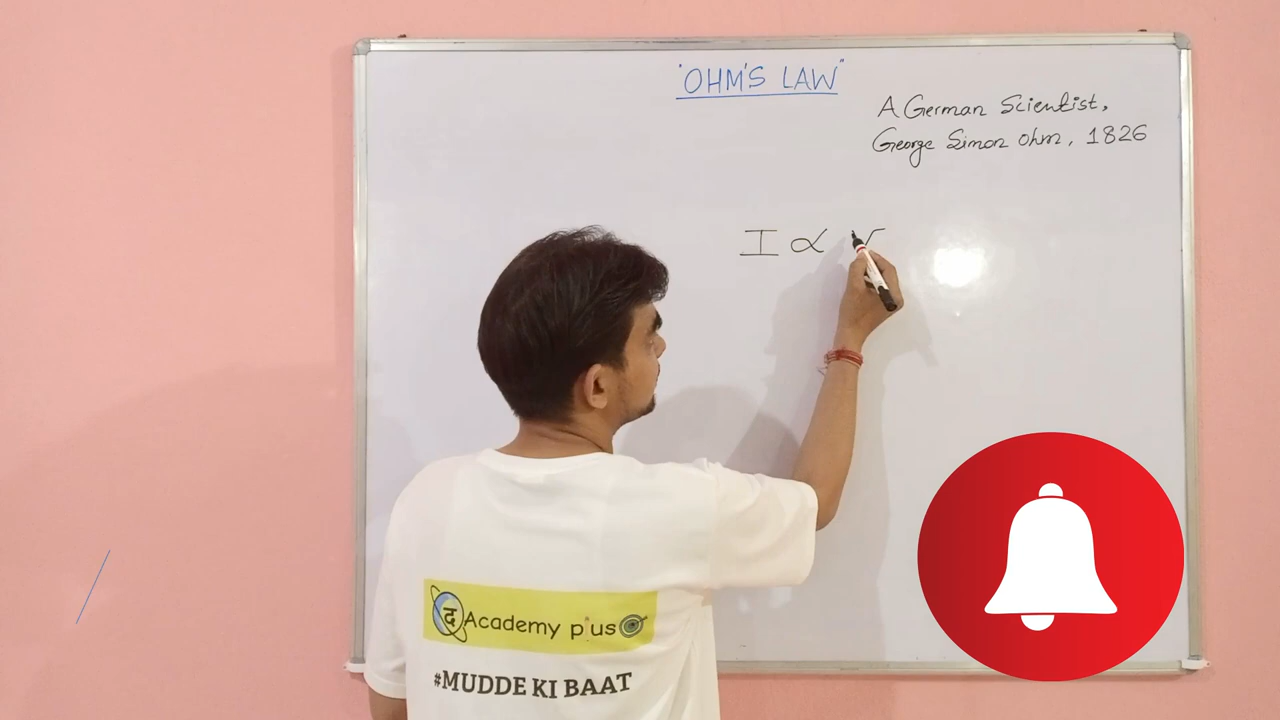 "OHM'S LAW"
A German Scientist,
George Simon Ohm, 1826
I ∝ V
द Academy plus
#MUDDE KI BAAT